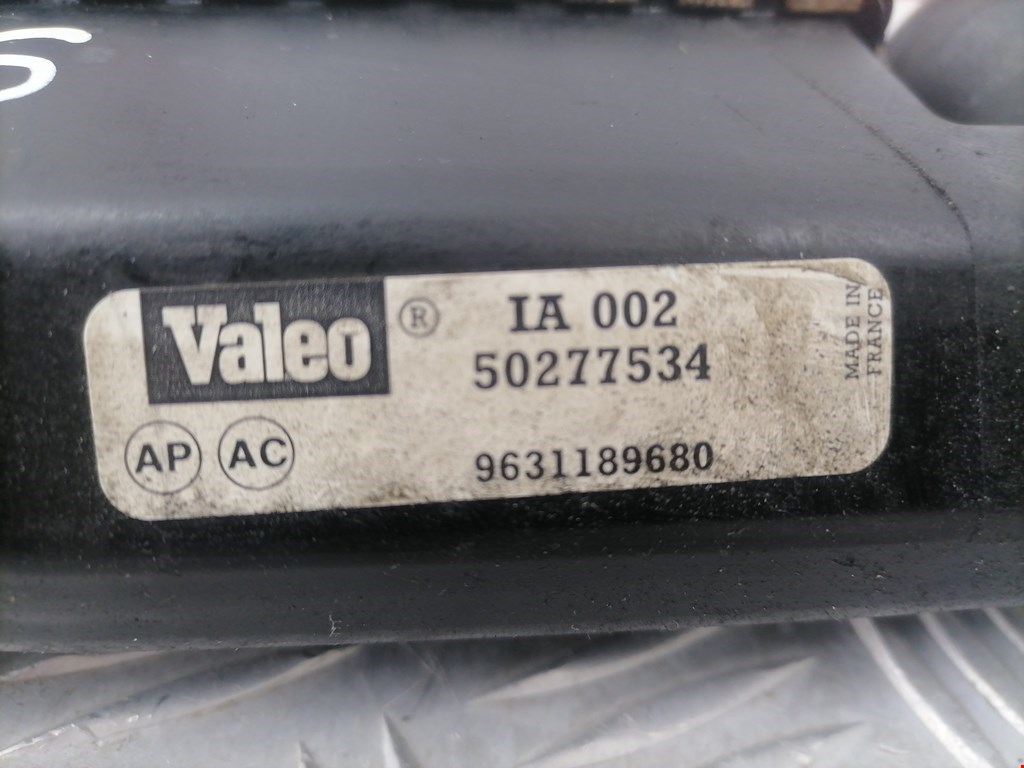 Valeo ® IA 002
50277534
AP AC 9631189680
MADE IN
FRANCE
S